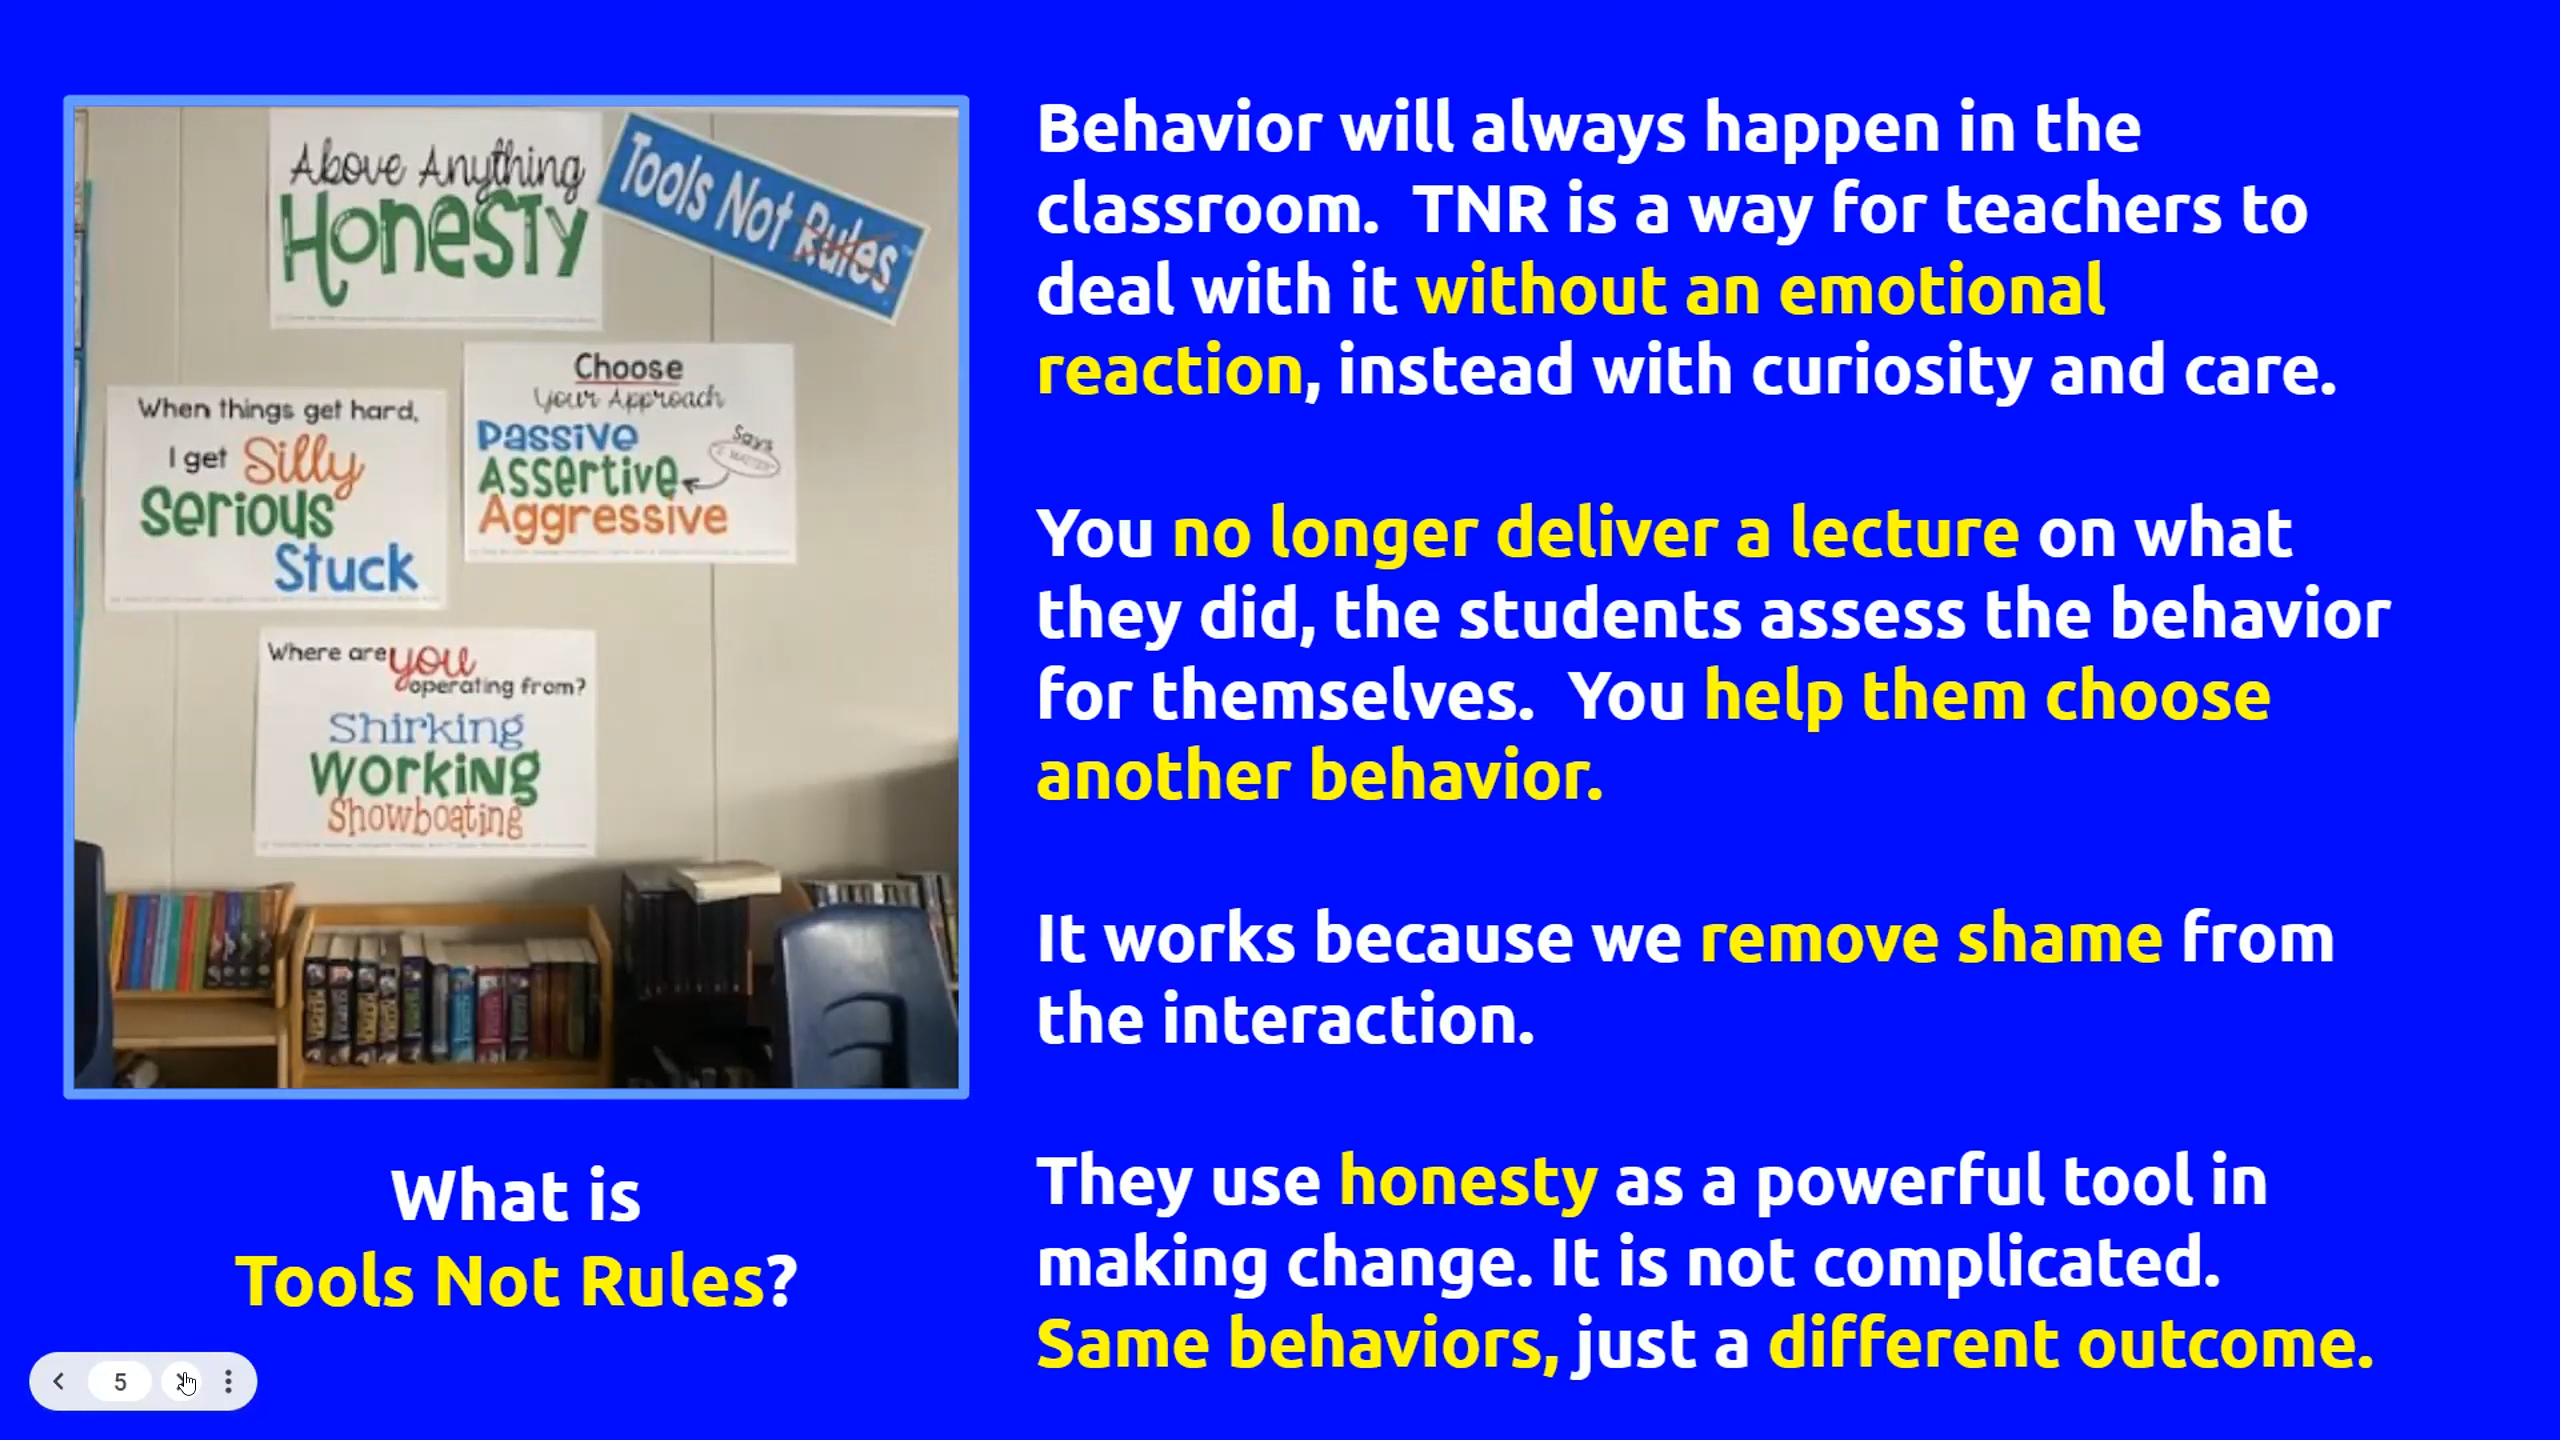 Above Anything
Honesty
Tools Not Rules
Choose
Your Approach
Passive
Assertive
Aggressive
Says
When things get hard,
I get Silly
Serious
Stuck
Where are you
operating from?
Shirking
Working
Showboating
What is
Tools Not Rules?
5
Behavior will always happen in the
classroom.  TNR is a way for teachers to
deal with it without an emotional
reaction, instead with curiosity and care.
You no longer deliver a lecture on what
they did, the students assess the behavior
for themselves.  You help them choose
another behavior.
It works because we remove shame from
the interaction.
They use honesty as a powerful tool in
making change. It is not complicated.
Same behaviors, just a different outcome.